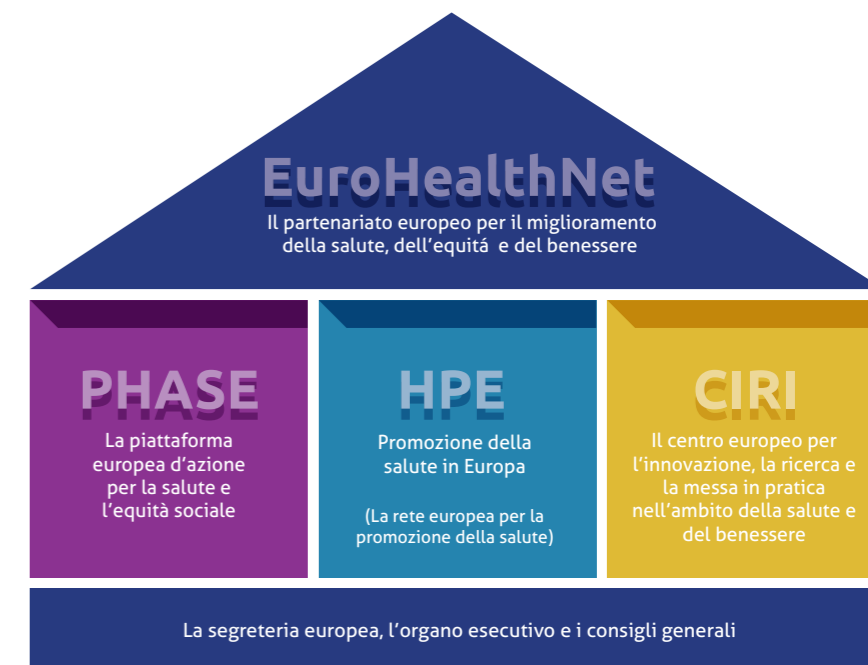 EuroHealthNet
Il partenariato europeo per il miglioramento
della salute, dell'equitá e del benessere
PHASE
La piattaforma
europea d'azione
per la salute e
l'equità sociale
HPE
Promozione della
salute in Europa
(La rete europea per la
promozione della salute)
CIRI
Il centro europeo per
l'innovazione, la ricerca e
la messa in pratica
nell'ambito della salute e
del benessere
La segreteria europea, l'organo esecutivo e i consigli generali